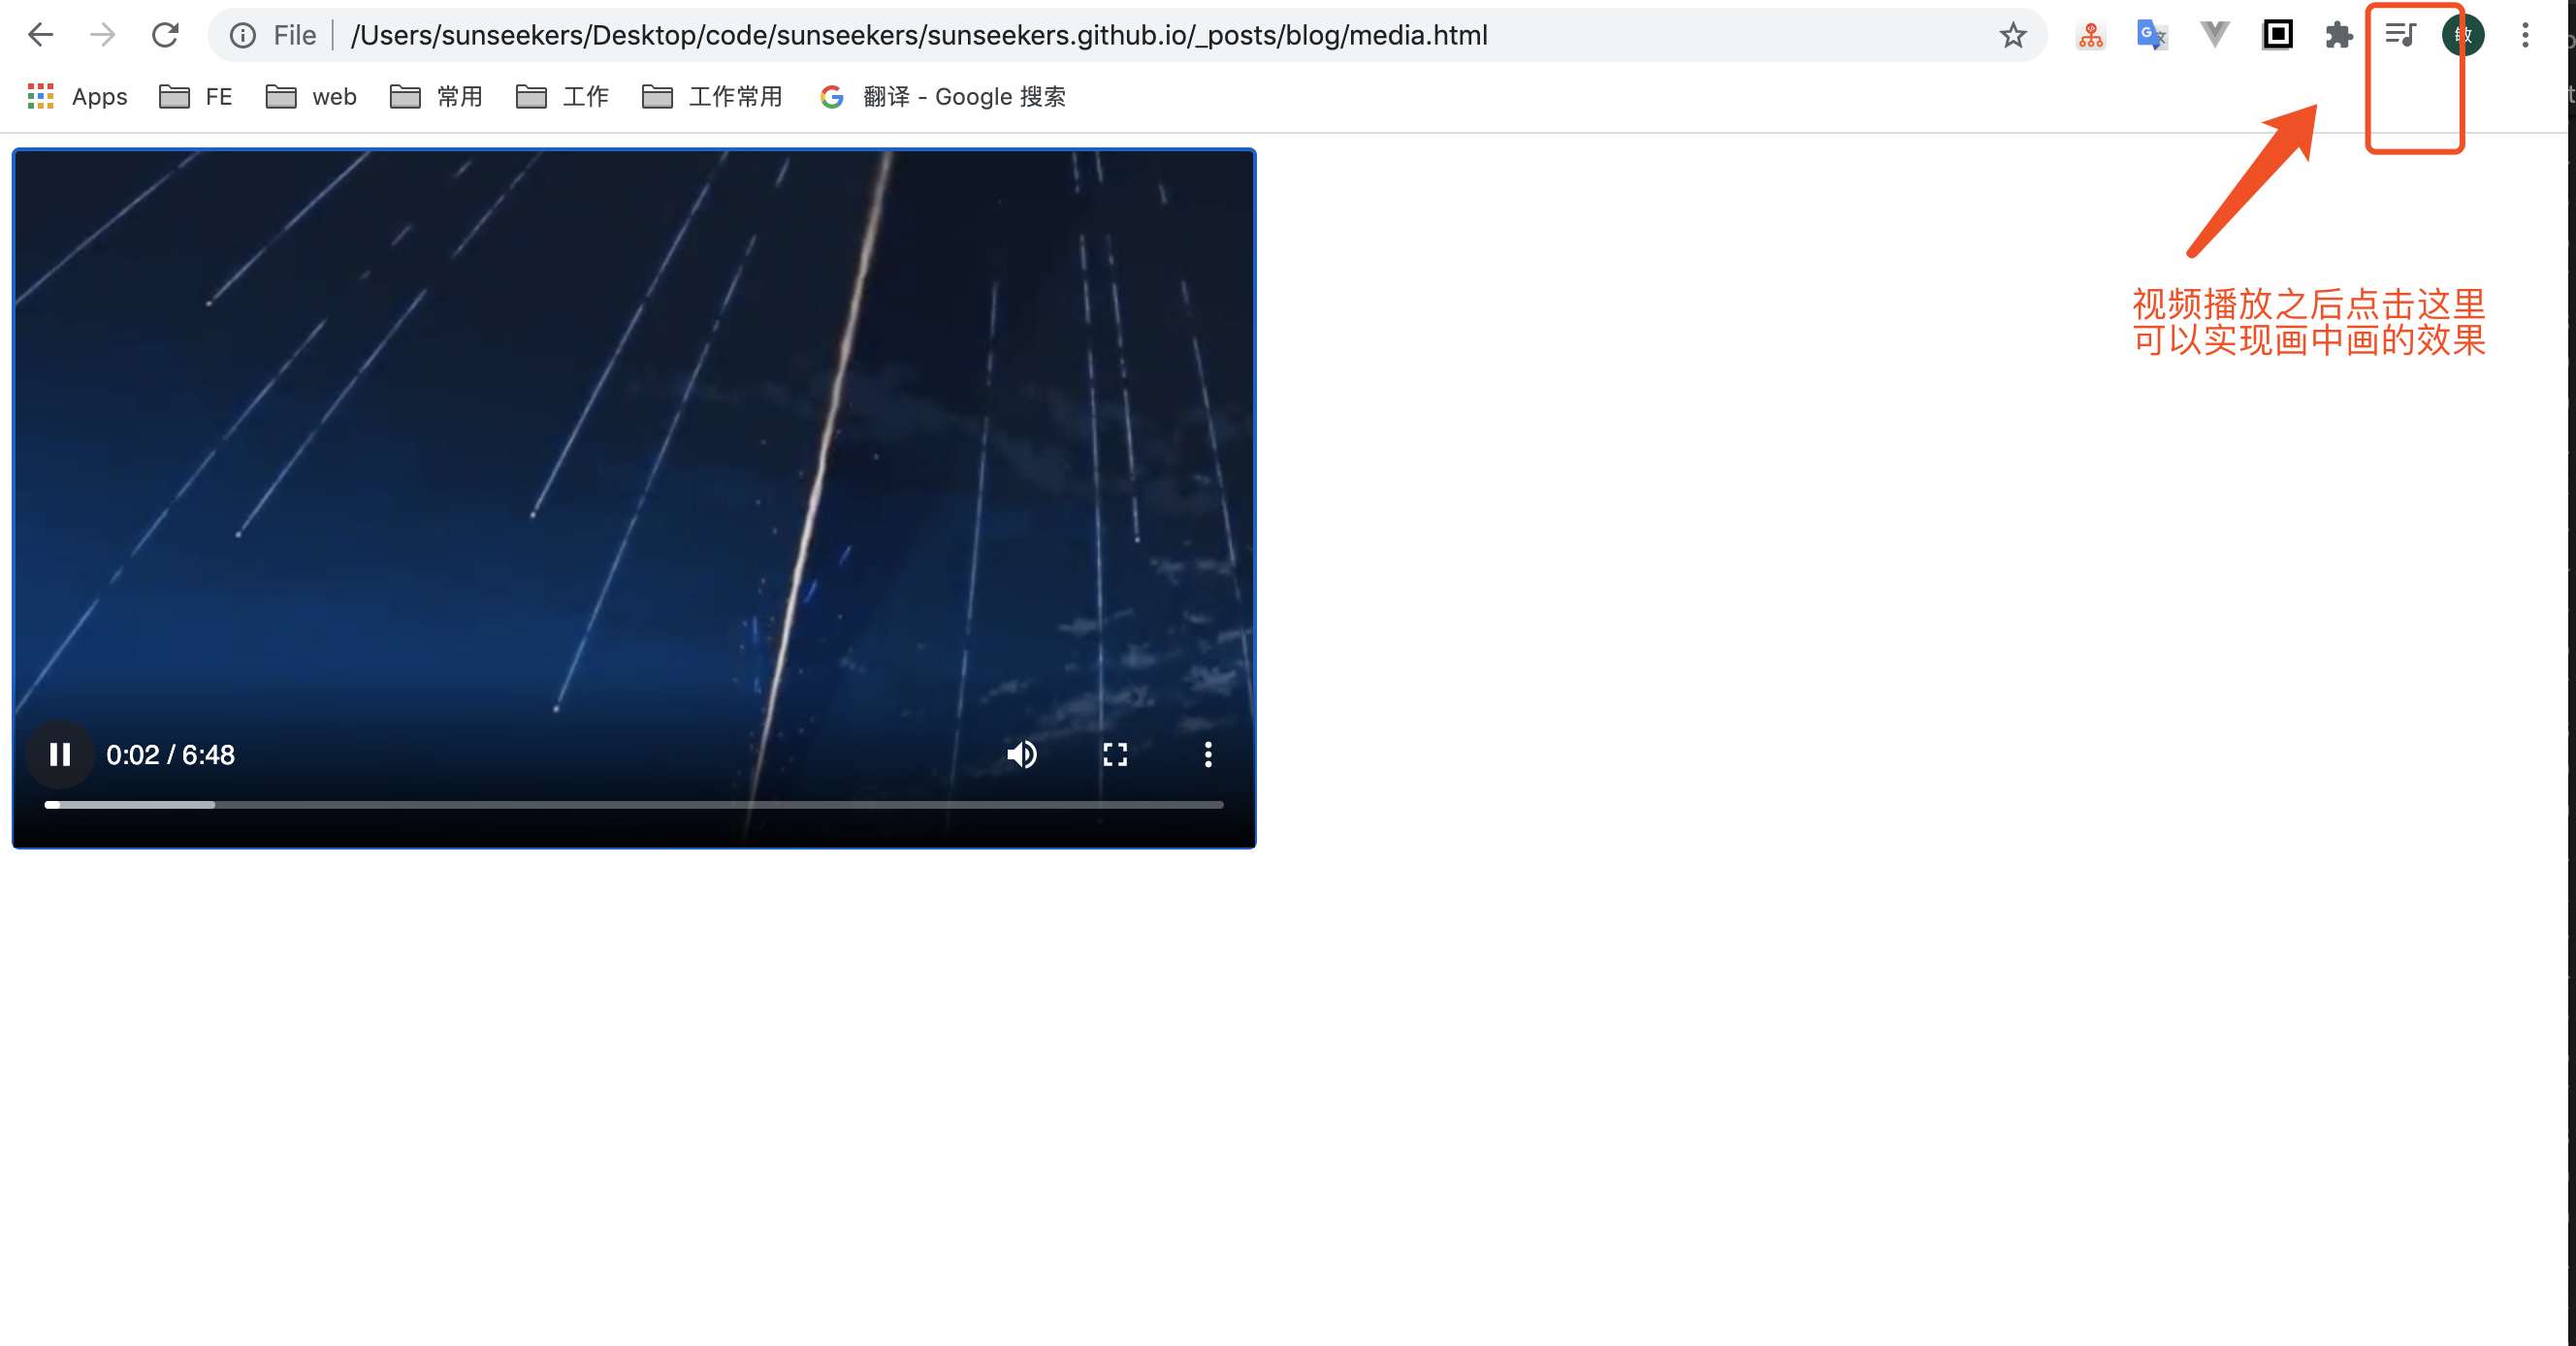 File /Users/sunseekers/Desktop/code/sunseekers/sunseekers.github.io/_posts/blog/media.html
敏
Apps FE web 常用 工作 工作常用 翻译 - Google 搜索
视频播放之后点击这里
可以实现画中画的效果
0:02 / 6:48